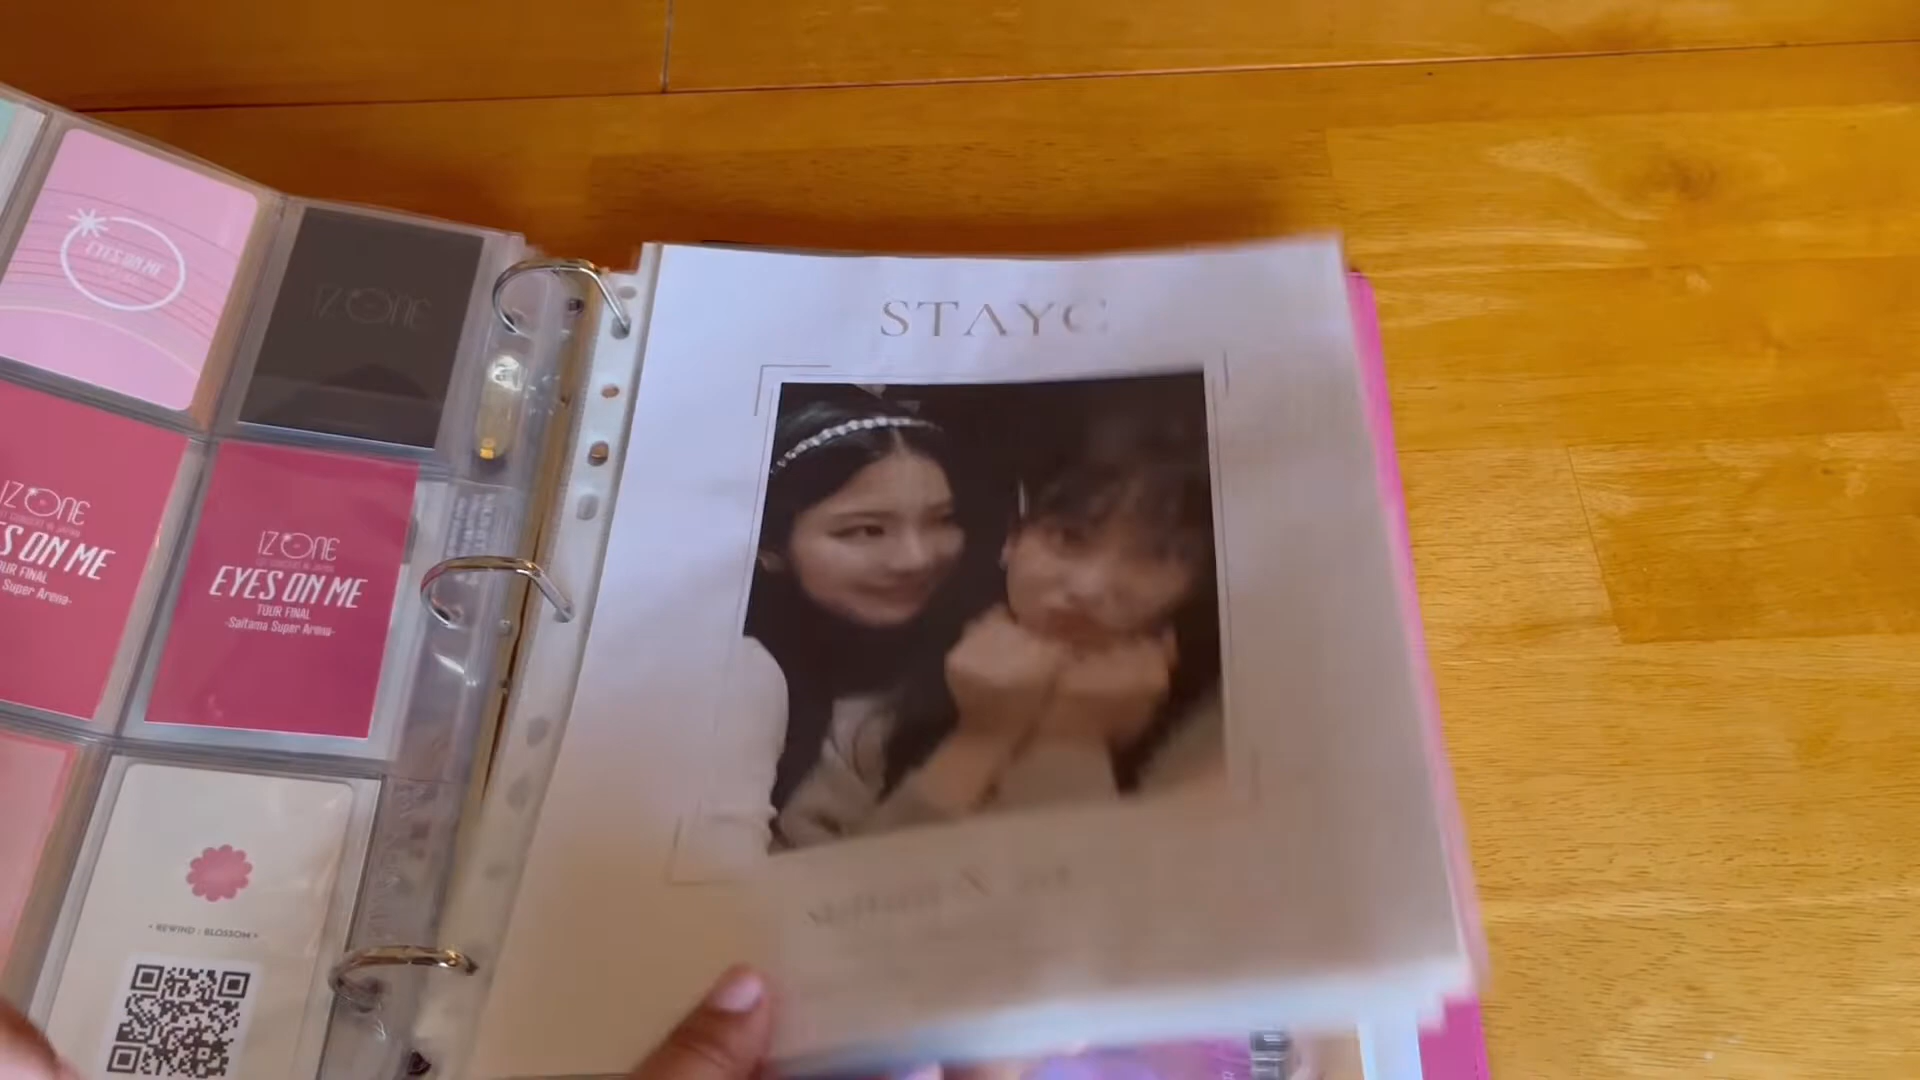 EYES ON ME
IZ*ONE
IZ*ONE
EYES ON ME
TOUR FINAL
Super Arena-
IZ*ONE
EYES ON ME
TOUR FINAL
-Saitama Super Arena-
• REWIND : BLOSSOM •
STAYC